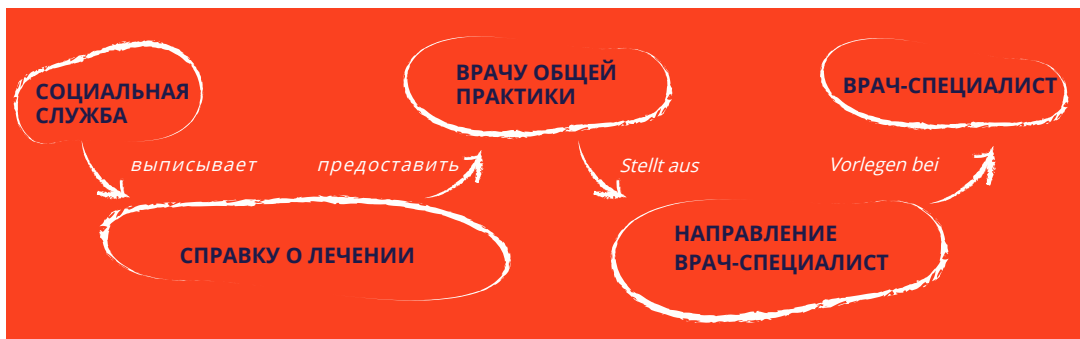 СОЦИАЛЬНАЯ
СЛУЖБА
выписывает
СПРАВКУ О ЛЕЧЕНИИ
предоставить
ВРАЧУ ОБЩЕЙ
ПРАКТИКИ
Stellt aus
НАПРАВЛЕНИЕ
ВРАЧ-СПЕЦИАЛИСТ
Vorlegen bei
ВРАЧ-СПЕЦИАЛИСТ